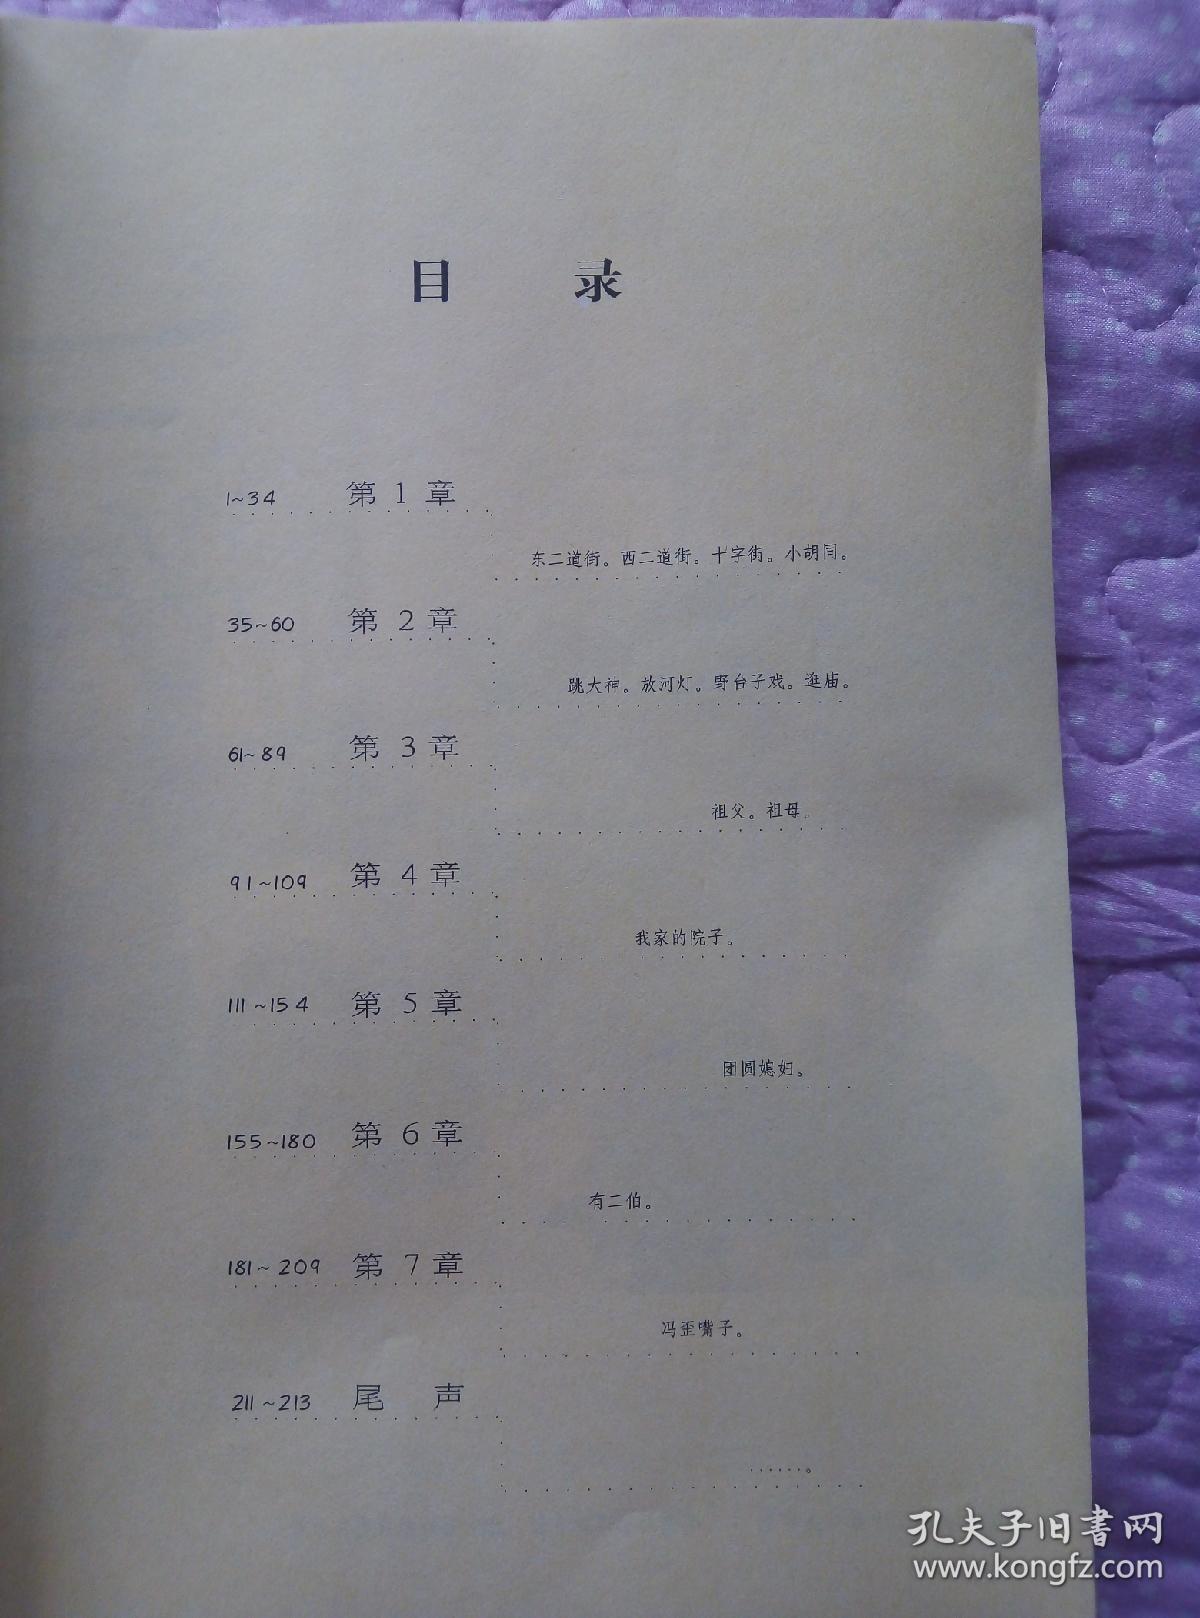 目 录
1~34 第 1 章
东二道街。西二道街。十字街。小胡同。
35~60 第 2 章
跳大神。放河灯。野台子戏。逛庙。
61~89 第 3 章
祖父。祖母。
91~109 第 4 章
我家的院子。
111~154 第 5 章
团圆媳妇。
155~180 第 6 章
有二伯。
181~209 第 7 章
冯歪嘴子。
211~213 尾 声
·······。
孔夫子旧书网
www.kongfz.com